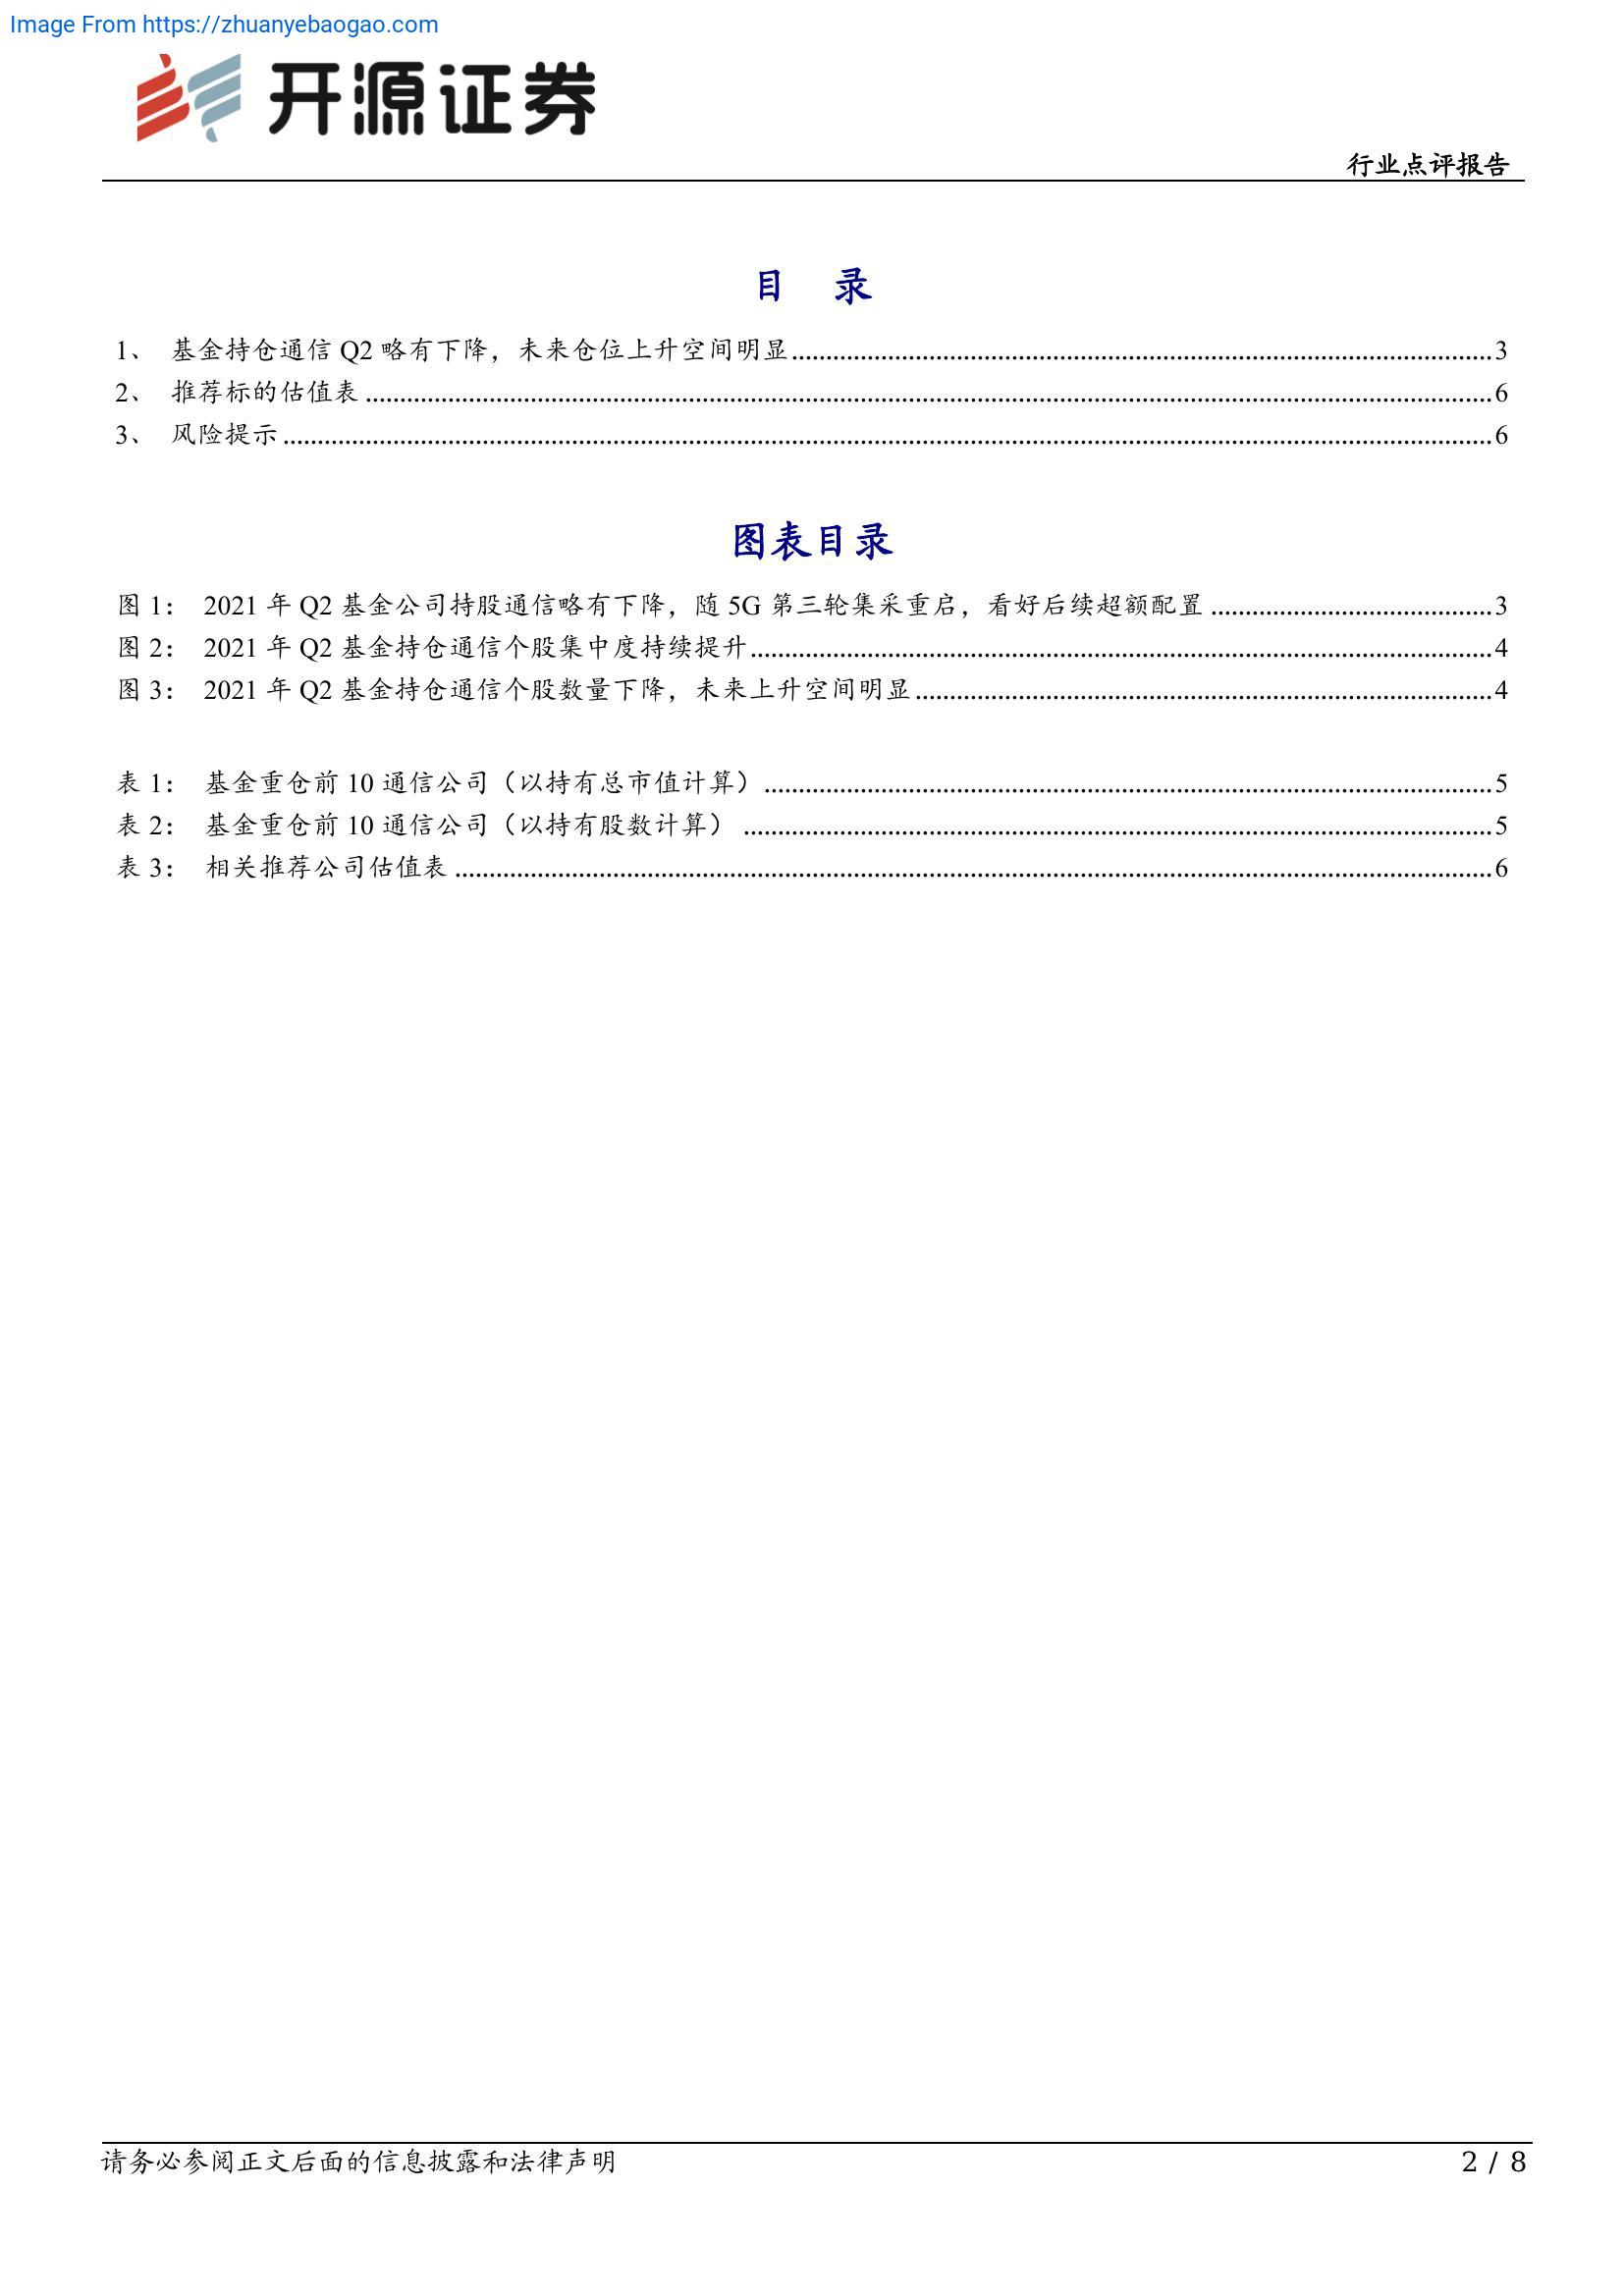 Image From https://zhuanyebaogao.com
开源证券
行业点评报告
目 录
1、 基金持仓通信 Q2 略有下降，未来仓位上升空间明显 3
2、 推荐标的估值表 6
3、 风险提示 6
图表目录
图 1： 2021 年 Q2 基金公司持股通信略有下降，随 5G 第三轮集采重启，看好后续超额配置 3
图 2： 2021 年 Q2 基金持仓通信个股集中度持续提升 4
图 3： 2021 年 Q2 基金持仓通信个股数量下降，未来上升空间明显 4
表 1： 基金重仓前 10 通信公司（以持有总市值计算） 5
表 2： 基金重仓前 10 通信公司（以持有股数计算） 5
表 3： 相关推荐公司估值表 6
请务必参阅正文后面的信息披露和法律声明 2 / 8